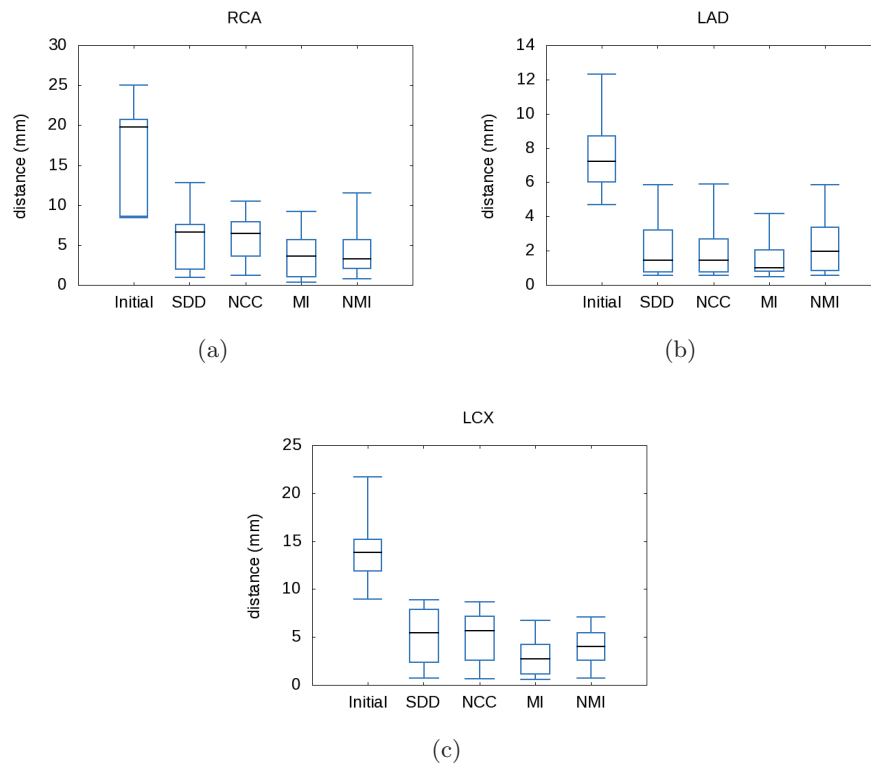 RCA
30
25
20
15
10
5
0
distance (mm)
Initial SDD NCC MI NMI
(a)
LAD
14
12
10
8
6
4
2
0
distance (mm)
Initial SDD NCC MI NMI
(b)
LCX
25
20
15
10
5
0
distance (mm)
Initial SDD NCC MI NMI
(c)